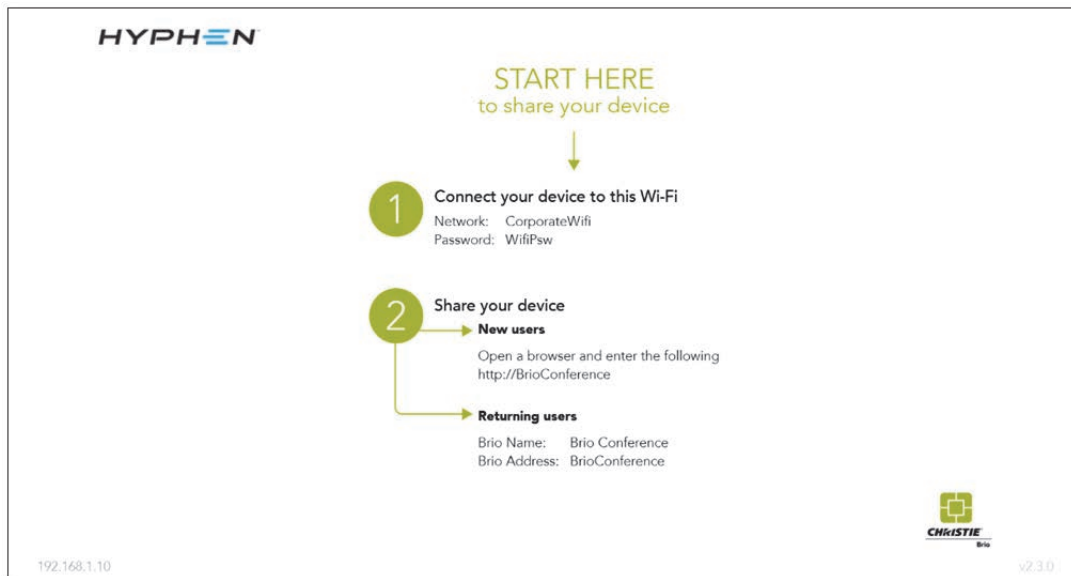 HYPHEN
START HERE
to share your device
1
Connect your device to this Wi-Fi
Network: CorporateWifi
Password: WifiPsw
2
Share your device
New users
Open a browser and enter the following
http://BrioConference
Returning users
Brio Name: Brio Conference
Brio Address: BrioConference
CHRISTIE
Brio
192.168.1.10
v2.3.0